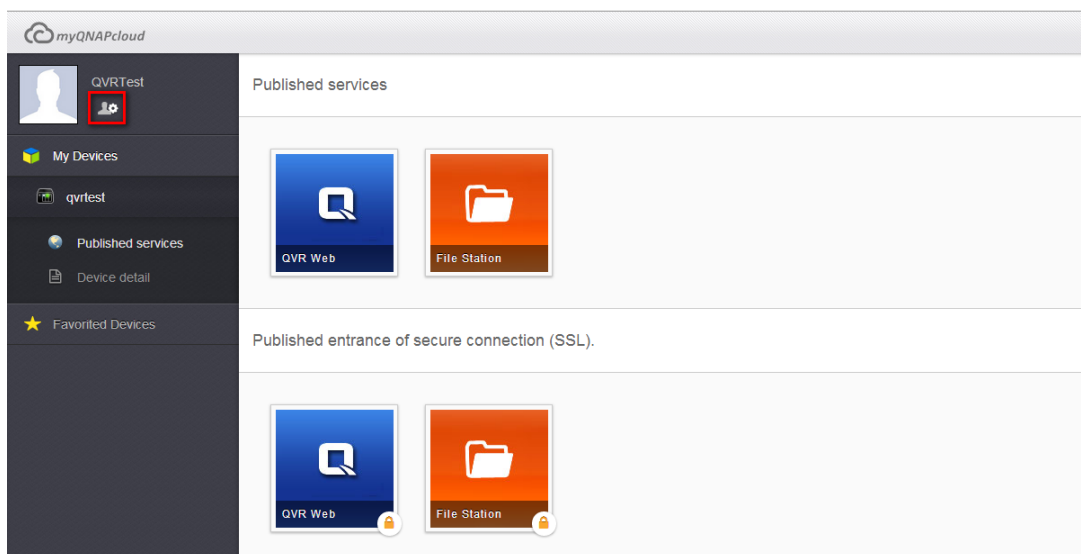 myQNAPcloud
QVRTest
My Devices
qvrtest
Published services
Device detail
Favorited Devices
Published services
QVR Web
File Station
Published entrance of secure connection (SSL).
QVR Web
File Station